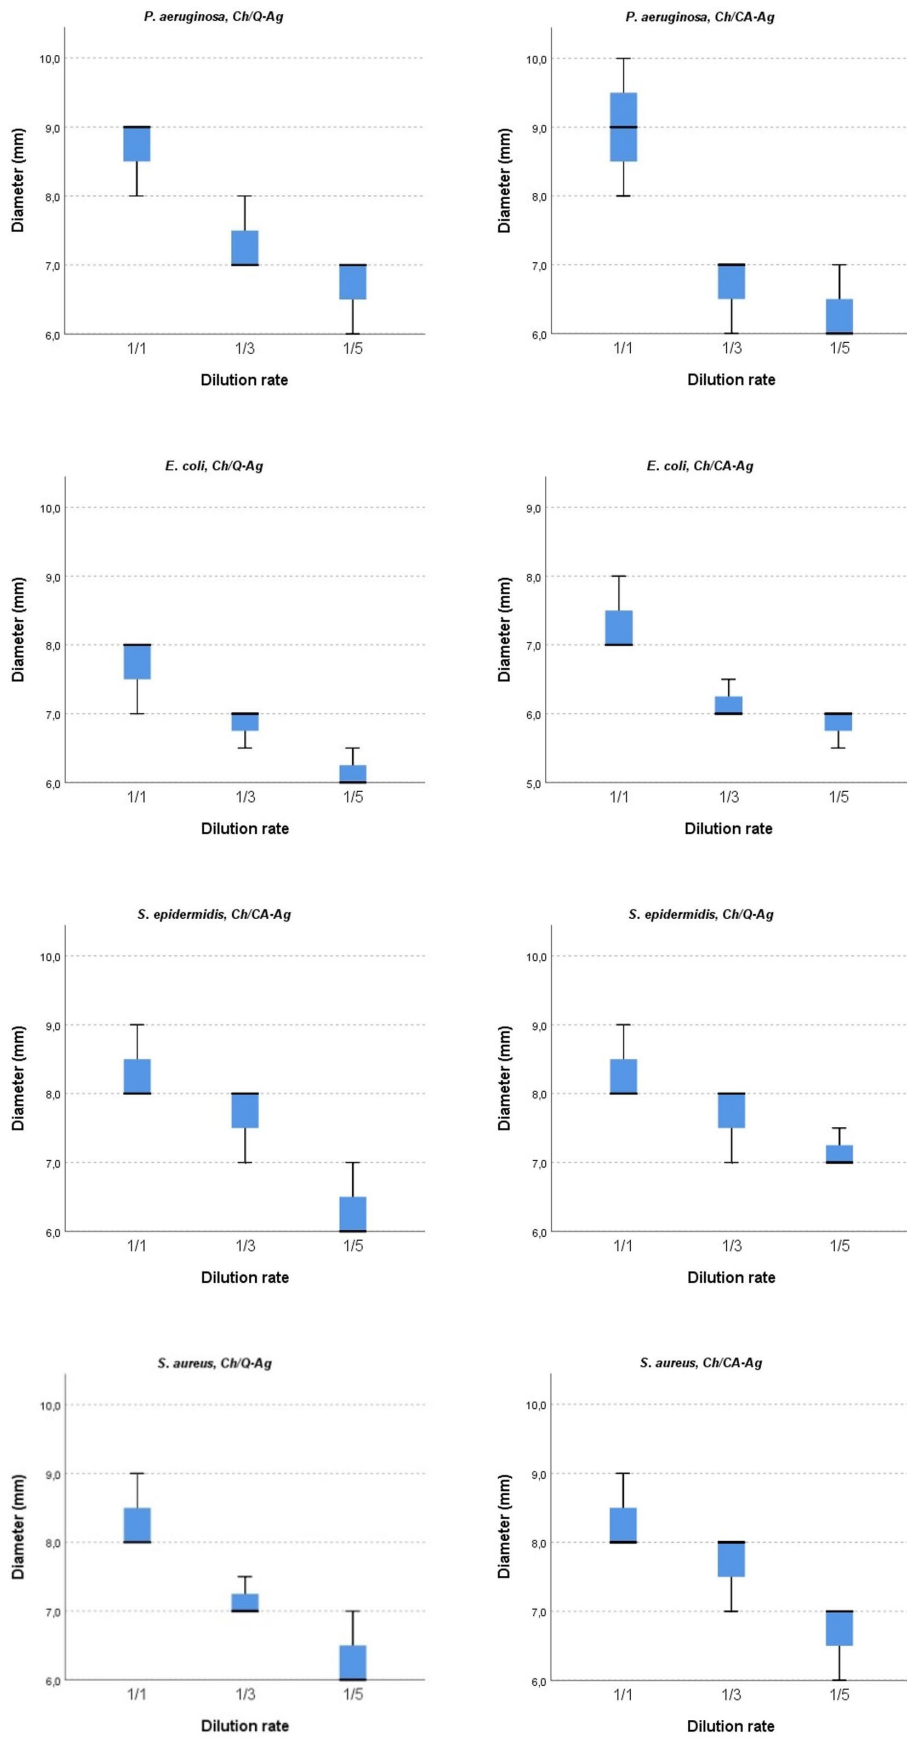 P. aeruginosa, Ch/Q-Ag
Diameter (mm)
10,0
9,0
8,0
7,0
6,0
1/1 1/3 1/5
Dilution rate
P. aeruginosa, Ch/CA-Ag
Diameter (mm)
10,0
9,0
8,0
7,0
6,0
1/1 1/3 1/5
Dilution rate
E. coli, Ch/Q-Ag
Diameter (mm)
10,0
9,0
8,0
7,0
6,0
1/1 1/3 1/5
Dilution rate
E. coli, Ch/CA-Ag
Diameter (mm)
9,0
8,0
7,0
6,0
5,0
1/1 1/3 1/5
Dilution rate
S. epidermidis, Ch/CA-Ag
Diameter (mm)
10,0
9,0
8,0
7,0
6,0
1/1 1/3 1/5
Dilution rate
S. epidermidis, Ch/Q-Ag
Diameter (mm)
10,0
9,0
8,0
7,0
6,0
1/1 1/3 1/5
Dilution rate
S. aureus, Ch/Q-Ag
Diameter (mm)
10,0
9,0
8,0
7,0
6,0
1/1 1/3 1/5
Dilution rate
S. aureus, Ch/CA-Ag
Diameter (mm)
10,0
9,0
8,0
7,0
6,0
1/1 1/3 1/5
Dilution rate